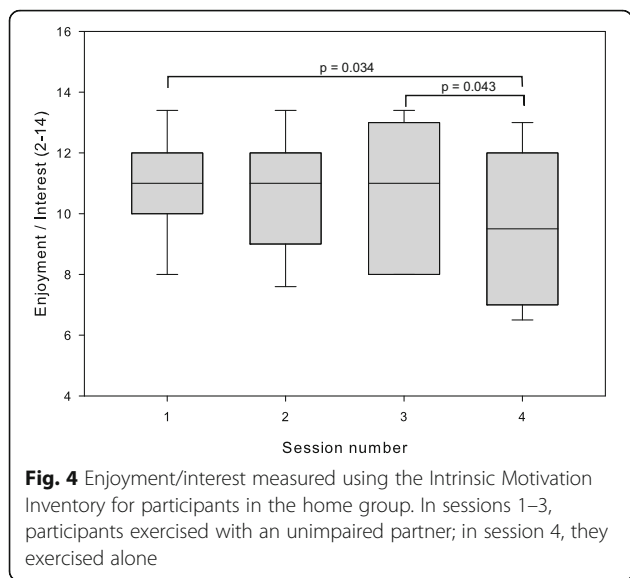 16
p = 0.034
14
p = 0.043
12
10
8
6
4
Enjoyment / Interest (2-14)
1 2 3 4
Session number
Fig. 4 Enjoyment/interest measured using the Intrinsic Motivation
Inventory for participants in the home group. In sessions 1–3,
participants exercised with an unimpaired partner; in session 4, they
exercised alone